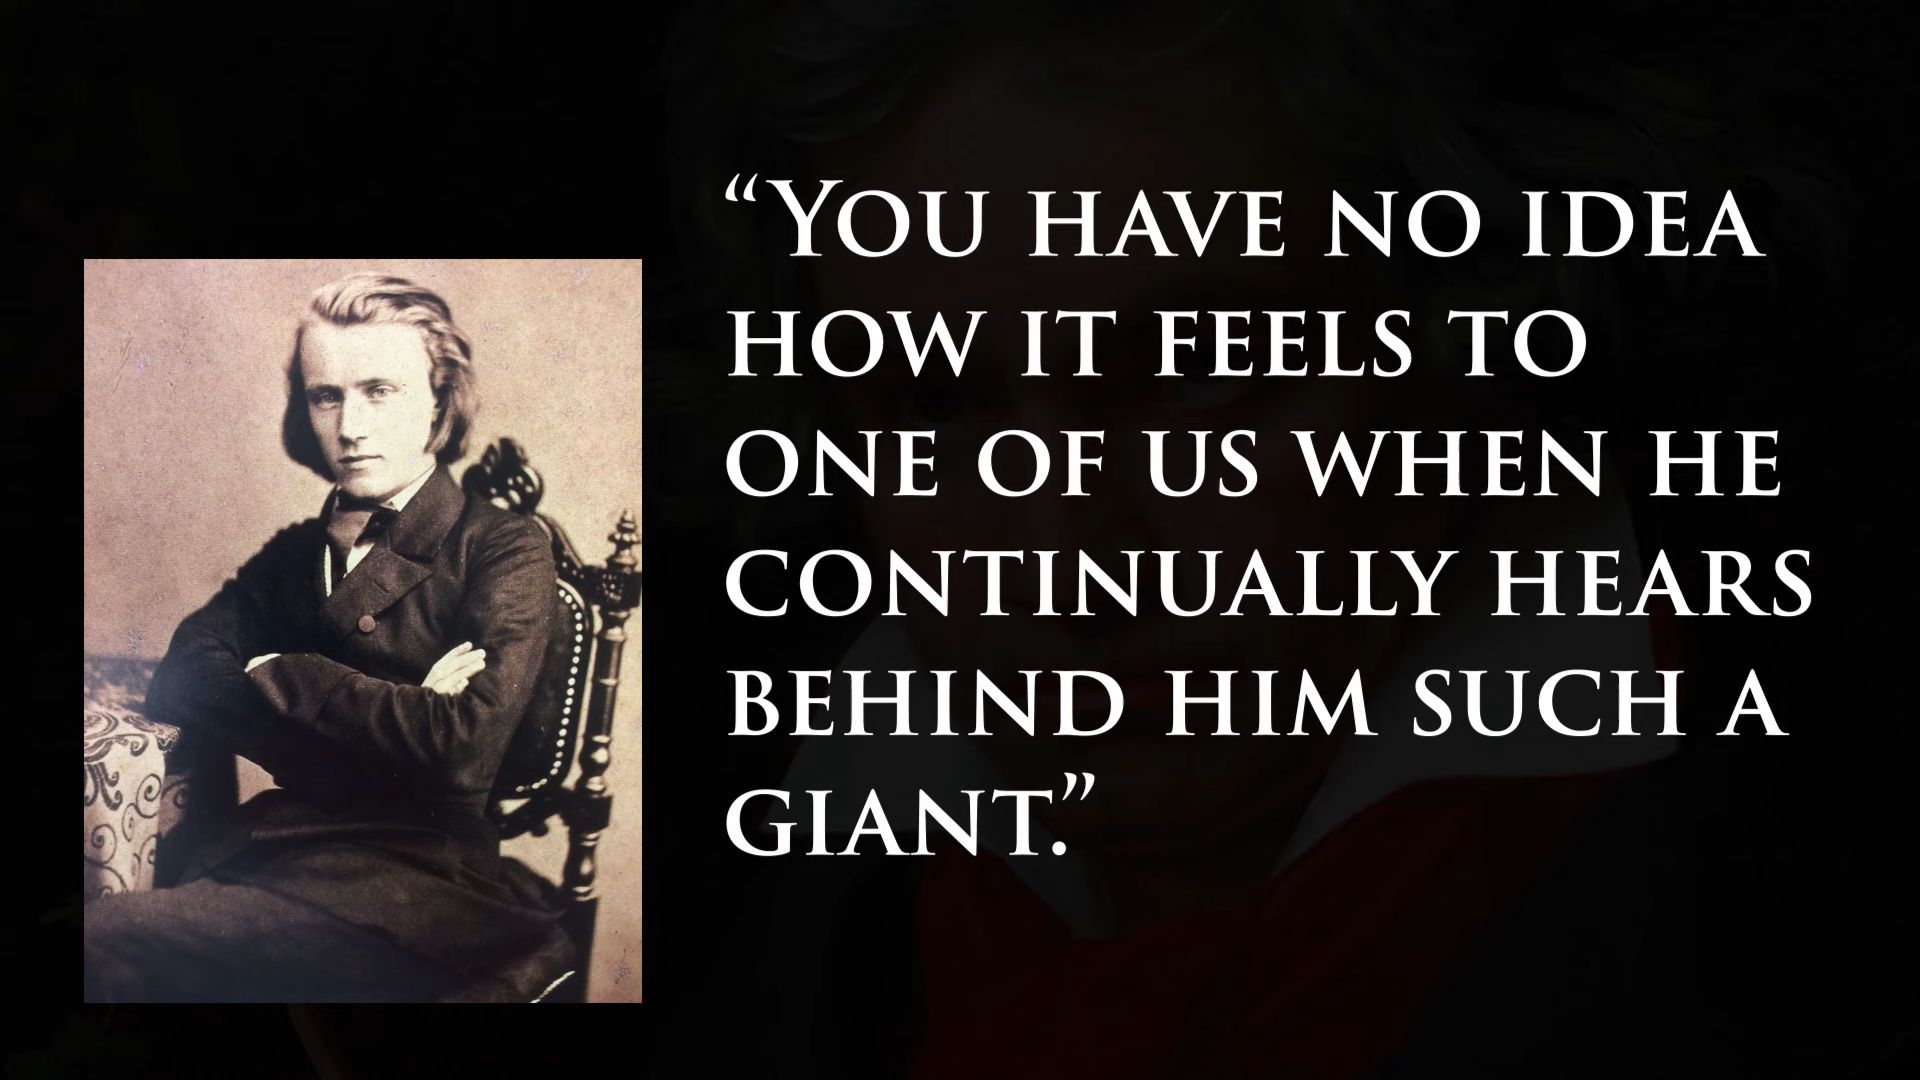 “You have no idea
how it feels to
one of us when he
continually hears
behind him such a
giant.”